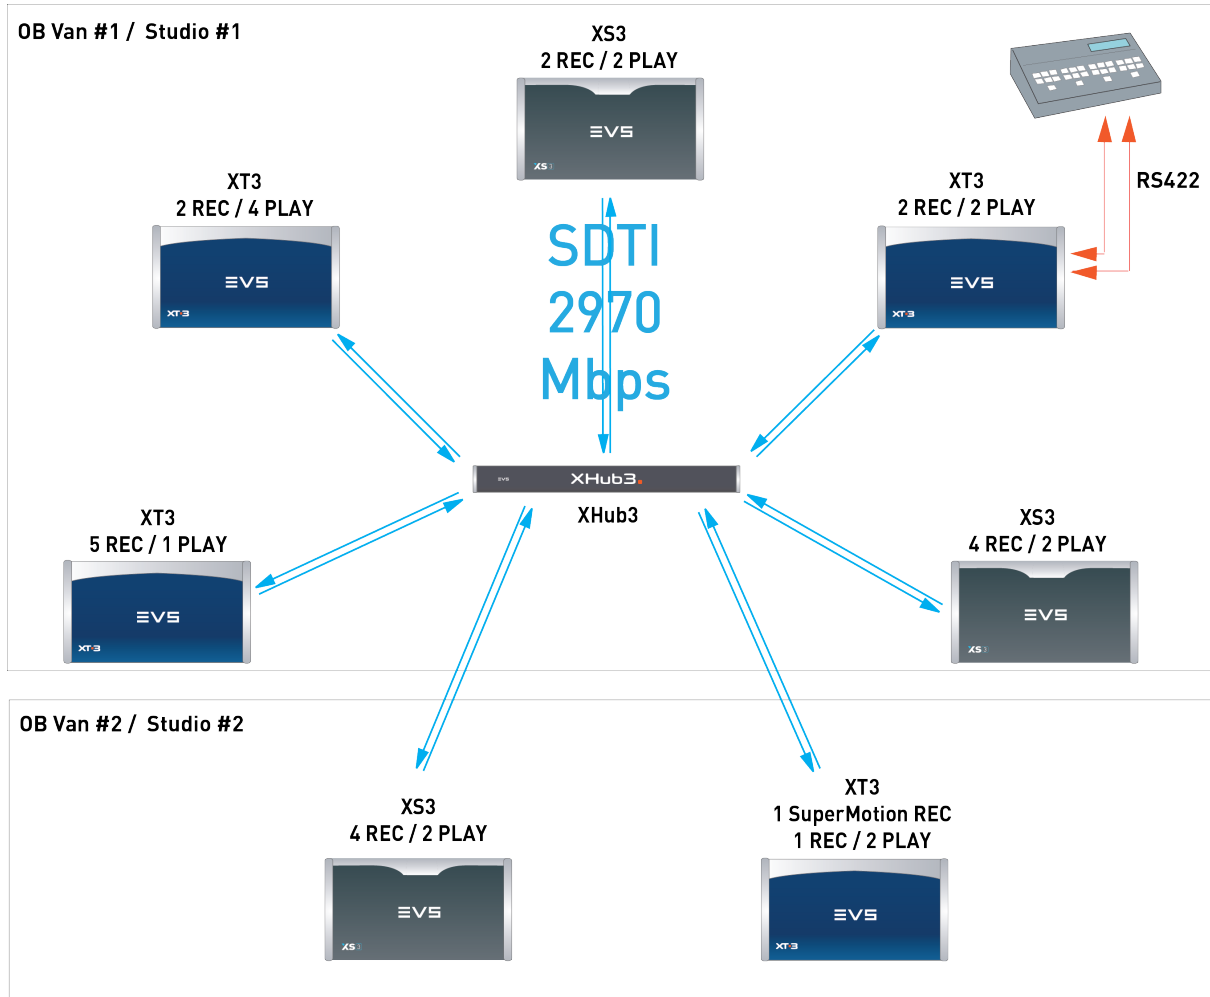 OB Van #1 / Studio #1
XS3
2 REC / 2 PLAY
EVS
XS3
XT3
2 REC / 4 PLAY
EVS
XT3
SDTI
2970
Mbps
XT3
2 REC / 2 PLAY
EVS
XT3
RS422
EVS
XHub3.
XHub3
XT3
5 REC / 1 PLAY
EVS
XT3
XS3
4 REC / 2 PLAY
EVS
XS3
OB Van #2 / Studio #2
XS3
4 REC / 2 PLAY
EVS
XS3
XT3
1 SuperMotion REC
1 REC / 2 PLAY
EVS
XT3